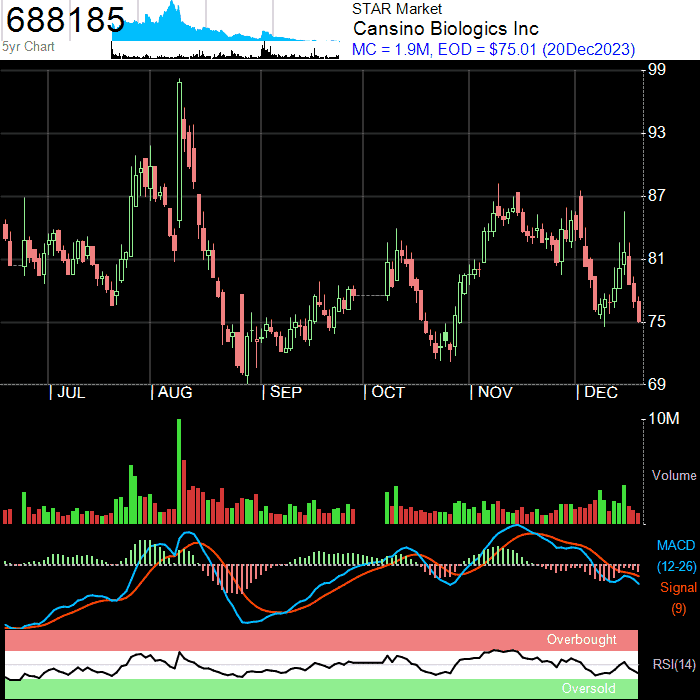 688185
5yr Chart
STAR Market
Cansino Biologics Inc
MC = 1.9M, EOD = $75.01 (20Dec2023)
99
93
87
81
75
69
JUL AUG SEP OCT NOV DEC
10M
Volume
MACD
(12-26)
Signal
(9)
Overbought
RSI(14)
Oversold